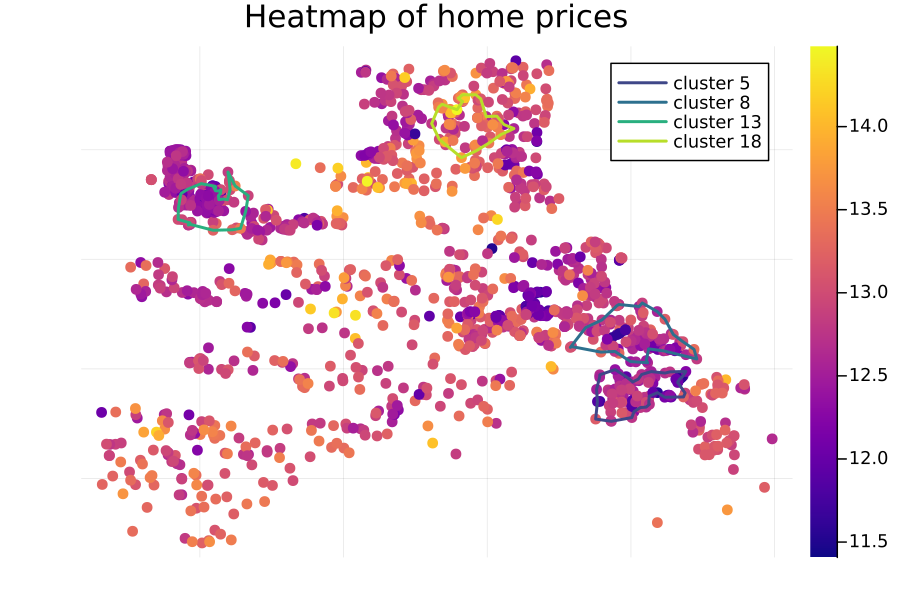 Heatmap of home prices
cluster 5
cluster 8
cluster 13
cluster 18
14.0
13.5
13.0
12.5
12.0
11.5